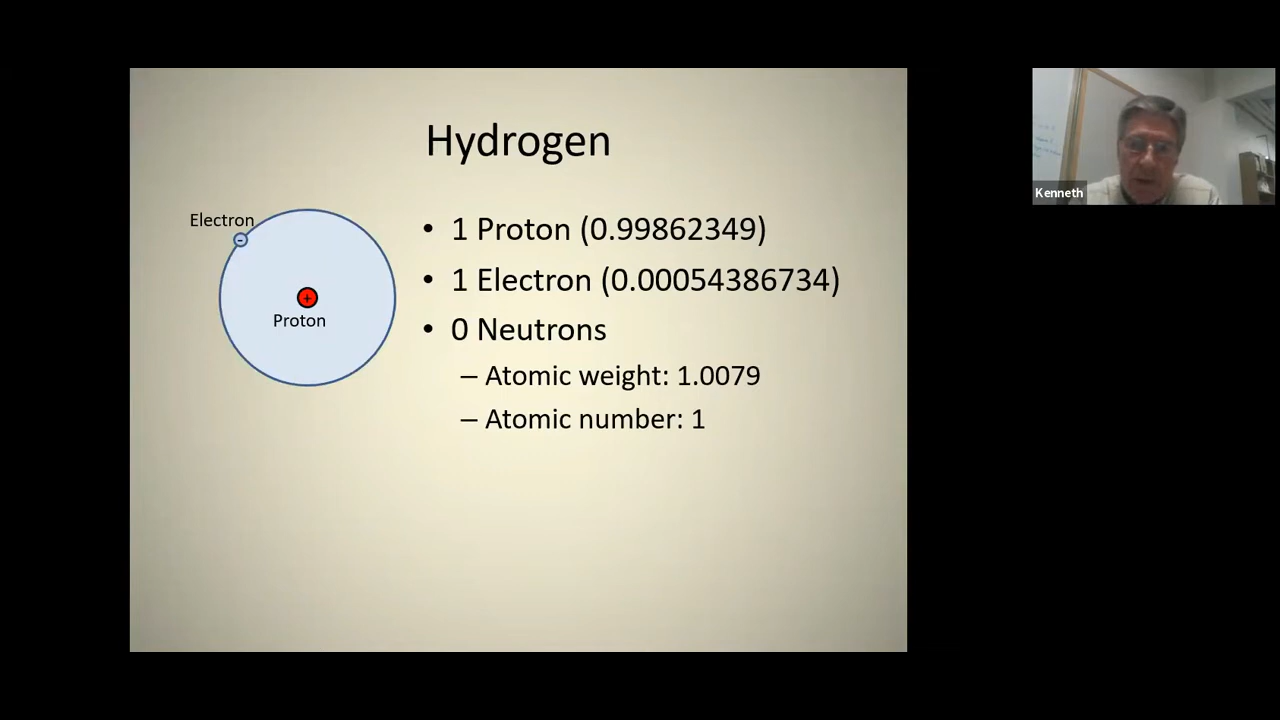 Hydrogen
Electron
-
+
Proton
• 1 Proton (0.99862349)
• 1 Electron (0.00054386734)
• 0 Neutrons
– Atomic weight: 1.0079
– Atomic number: 1
Kenneth